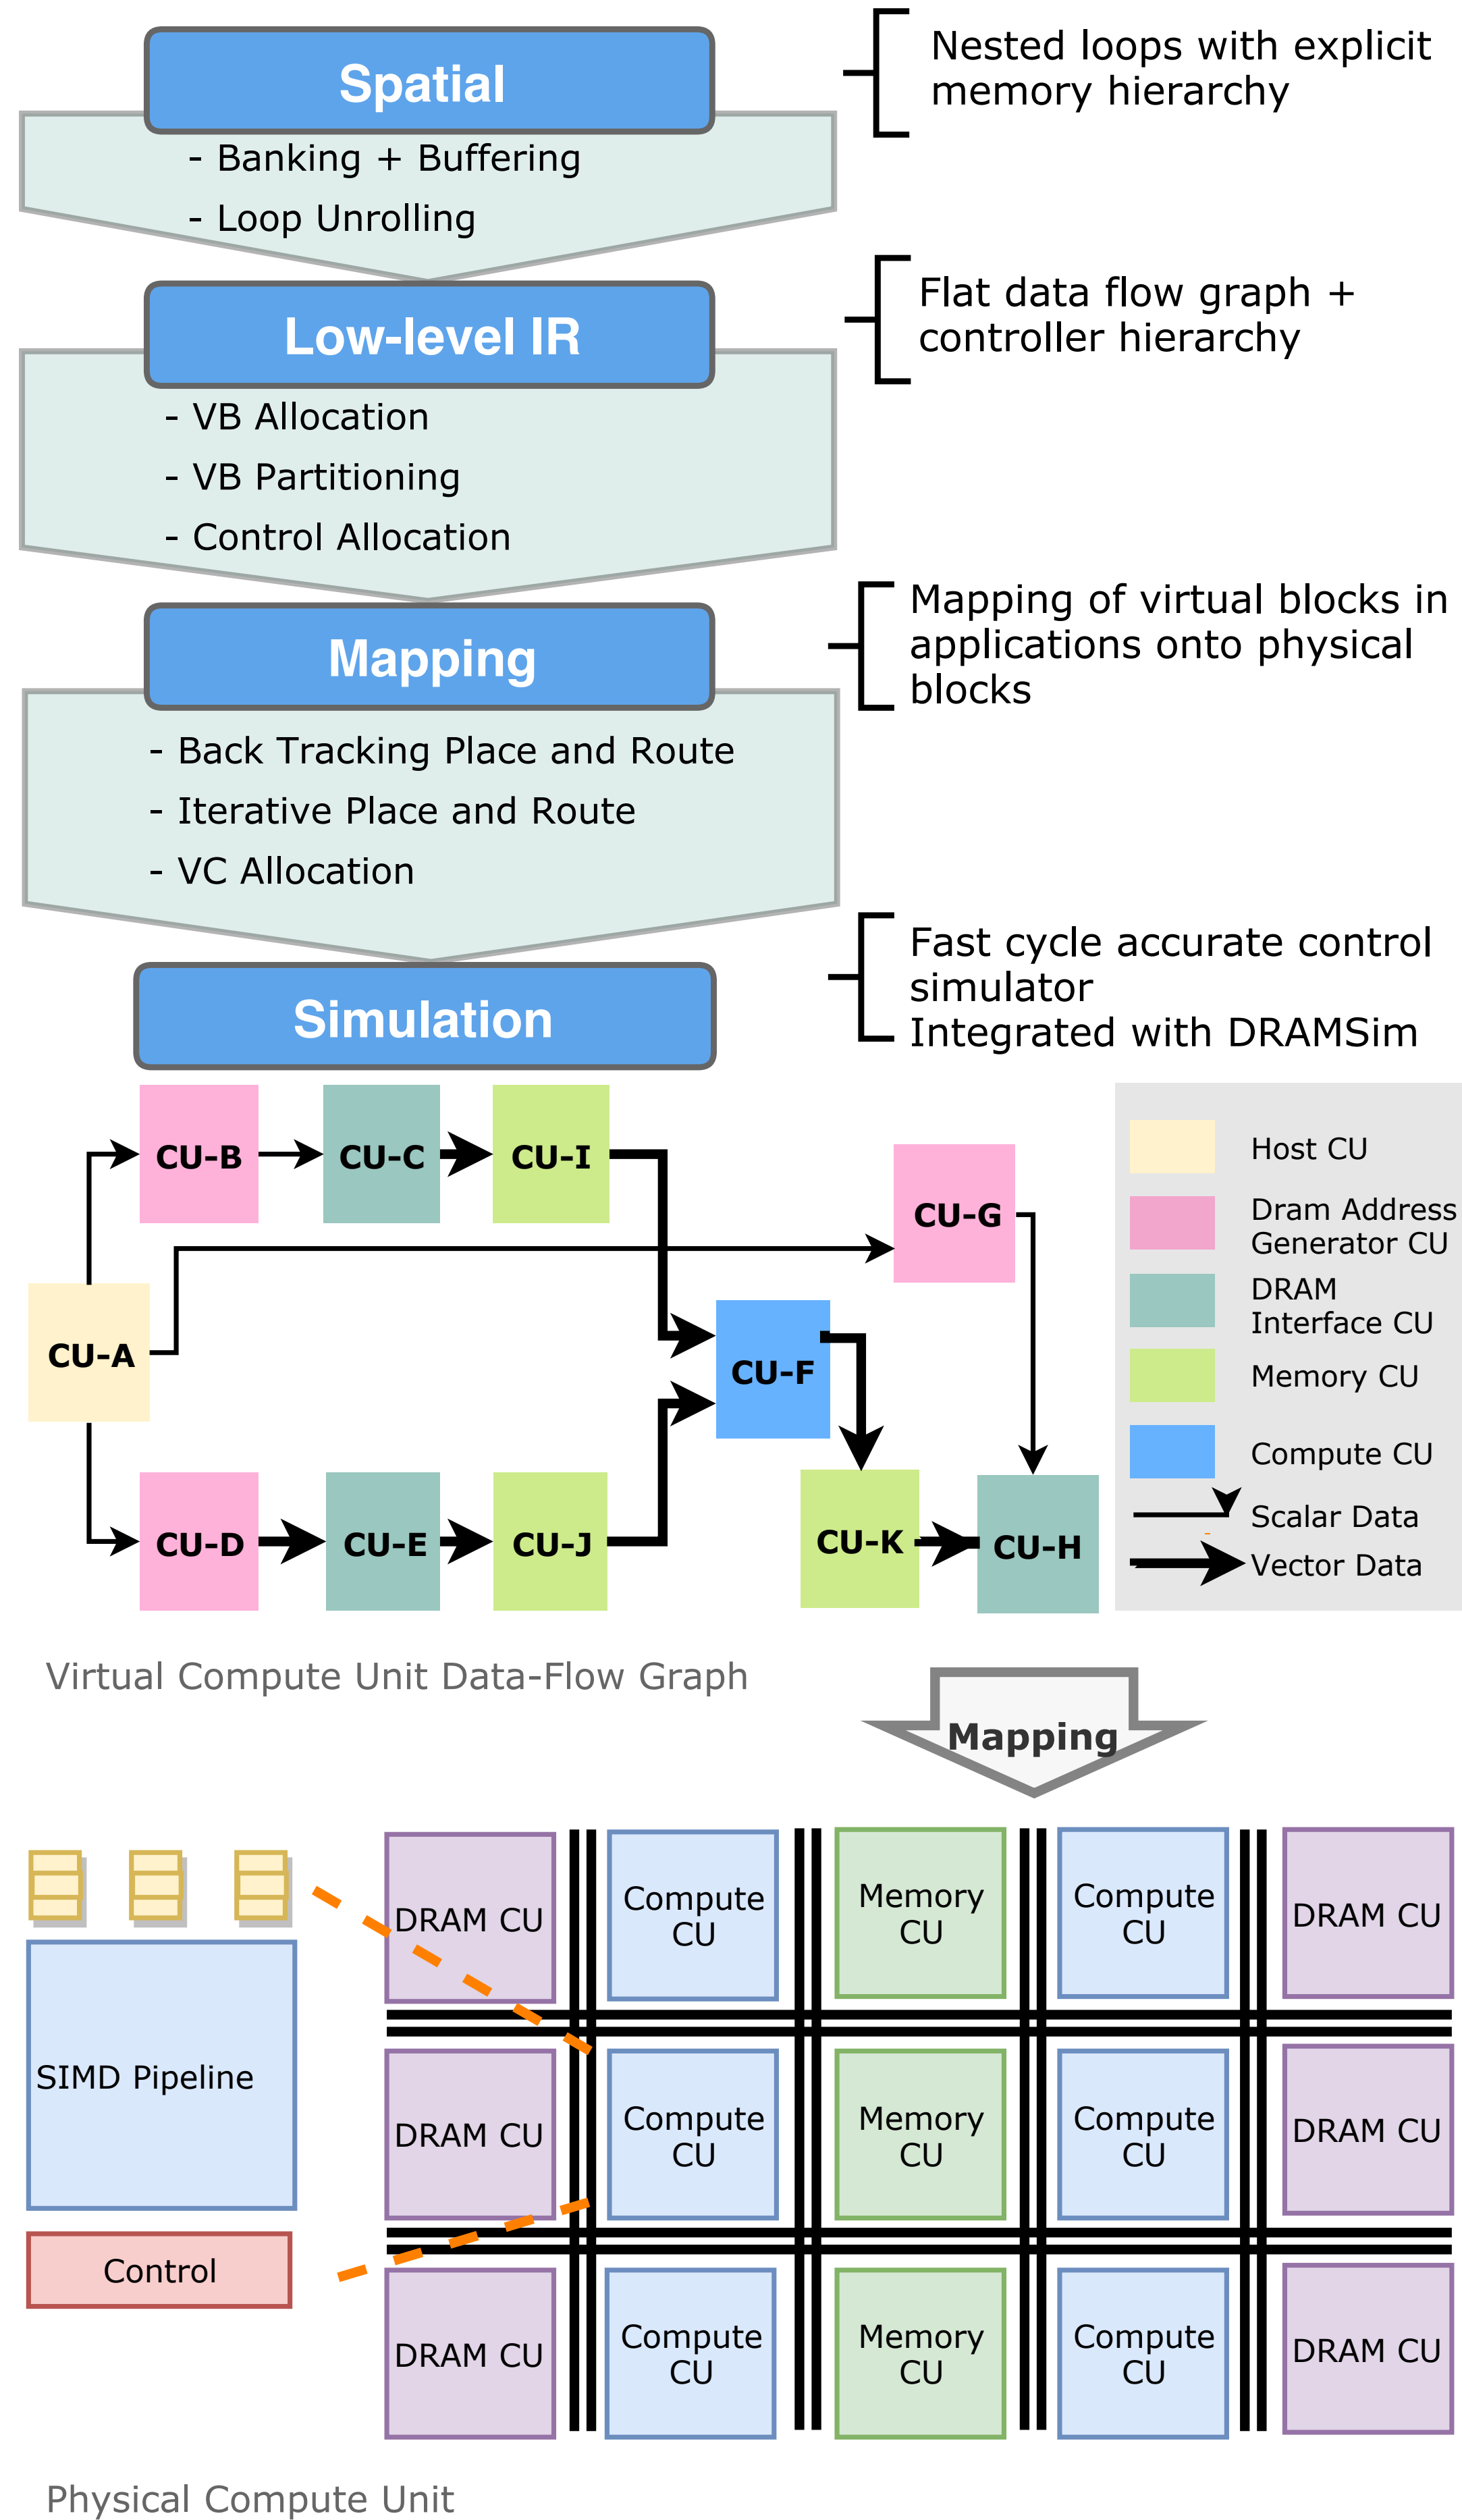 Spatial
Nested loops with explicit
memory hierarchy
- Banking + Buffering
- Loop Unrolling
Low-level IR
Flat data flow graph +
controller hierarchy
- VB Allocation
- VB Partitioning
- Control Allocation
Mapping
Mapping of virtual blocks in
applications onto physical
blocks
- Back Tracking Place and Route
- Iterative Place and Route
- VC Allocation
Simulation
Fast cycle accurate control
simulator
Integrated with DRAMSim
CU-B
CU-C
CU-I
CU-G
CU-A
CU-F
CU-D
CU-E
CU-J
CU-K
CU-H
Host CU
Dram Address
Generator CU
DRAM
Interface CU
Memory CU
Compute CU
Scalar Data
Vector Data
Virtual Compute Unit Data-Flow Graph
Mapping
SIMD Pipeline
Control
DRAM CU
Compute
CU
Memory
CU
Compute
CU
DRAM CU
DRAM CU
Compute
CU
Memory
CU
Compute
CU
DRAM CU
DRAM CU
Compute
CU
Memory
CU
Compute
CU
DRAM CU
Physical Compute Unit